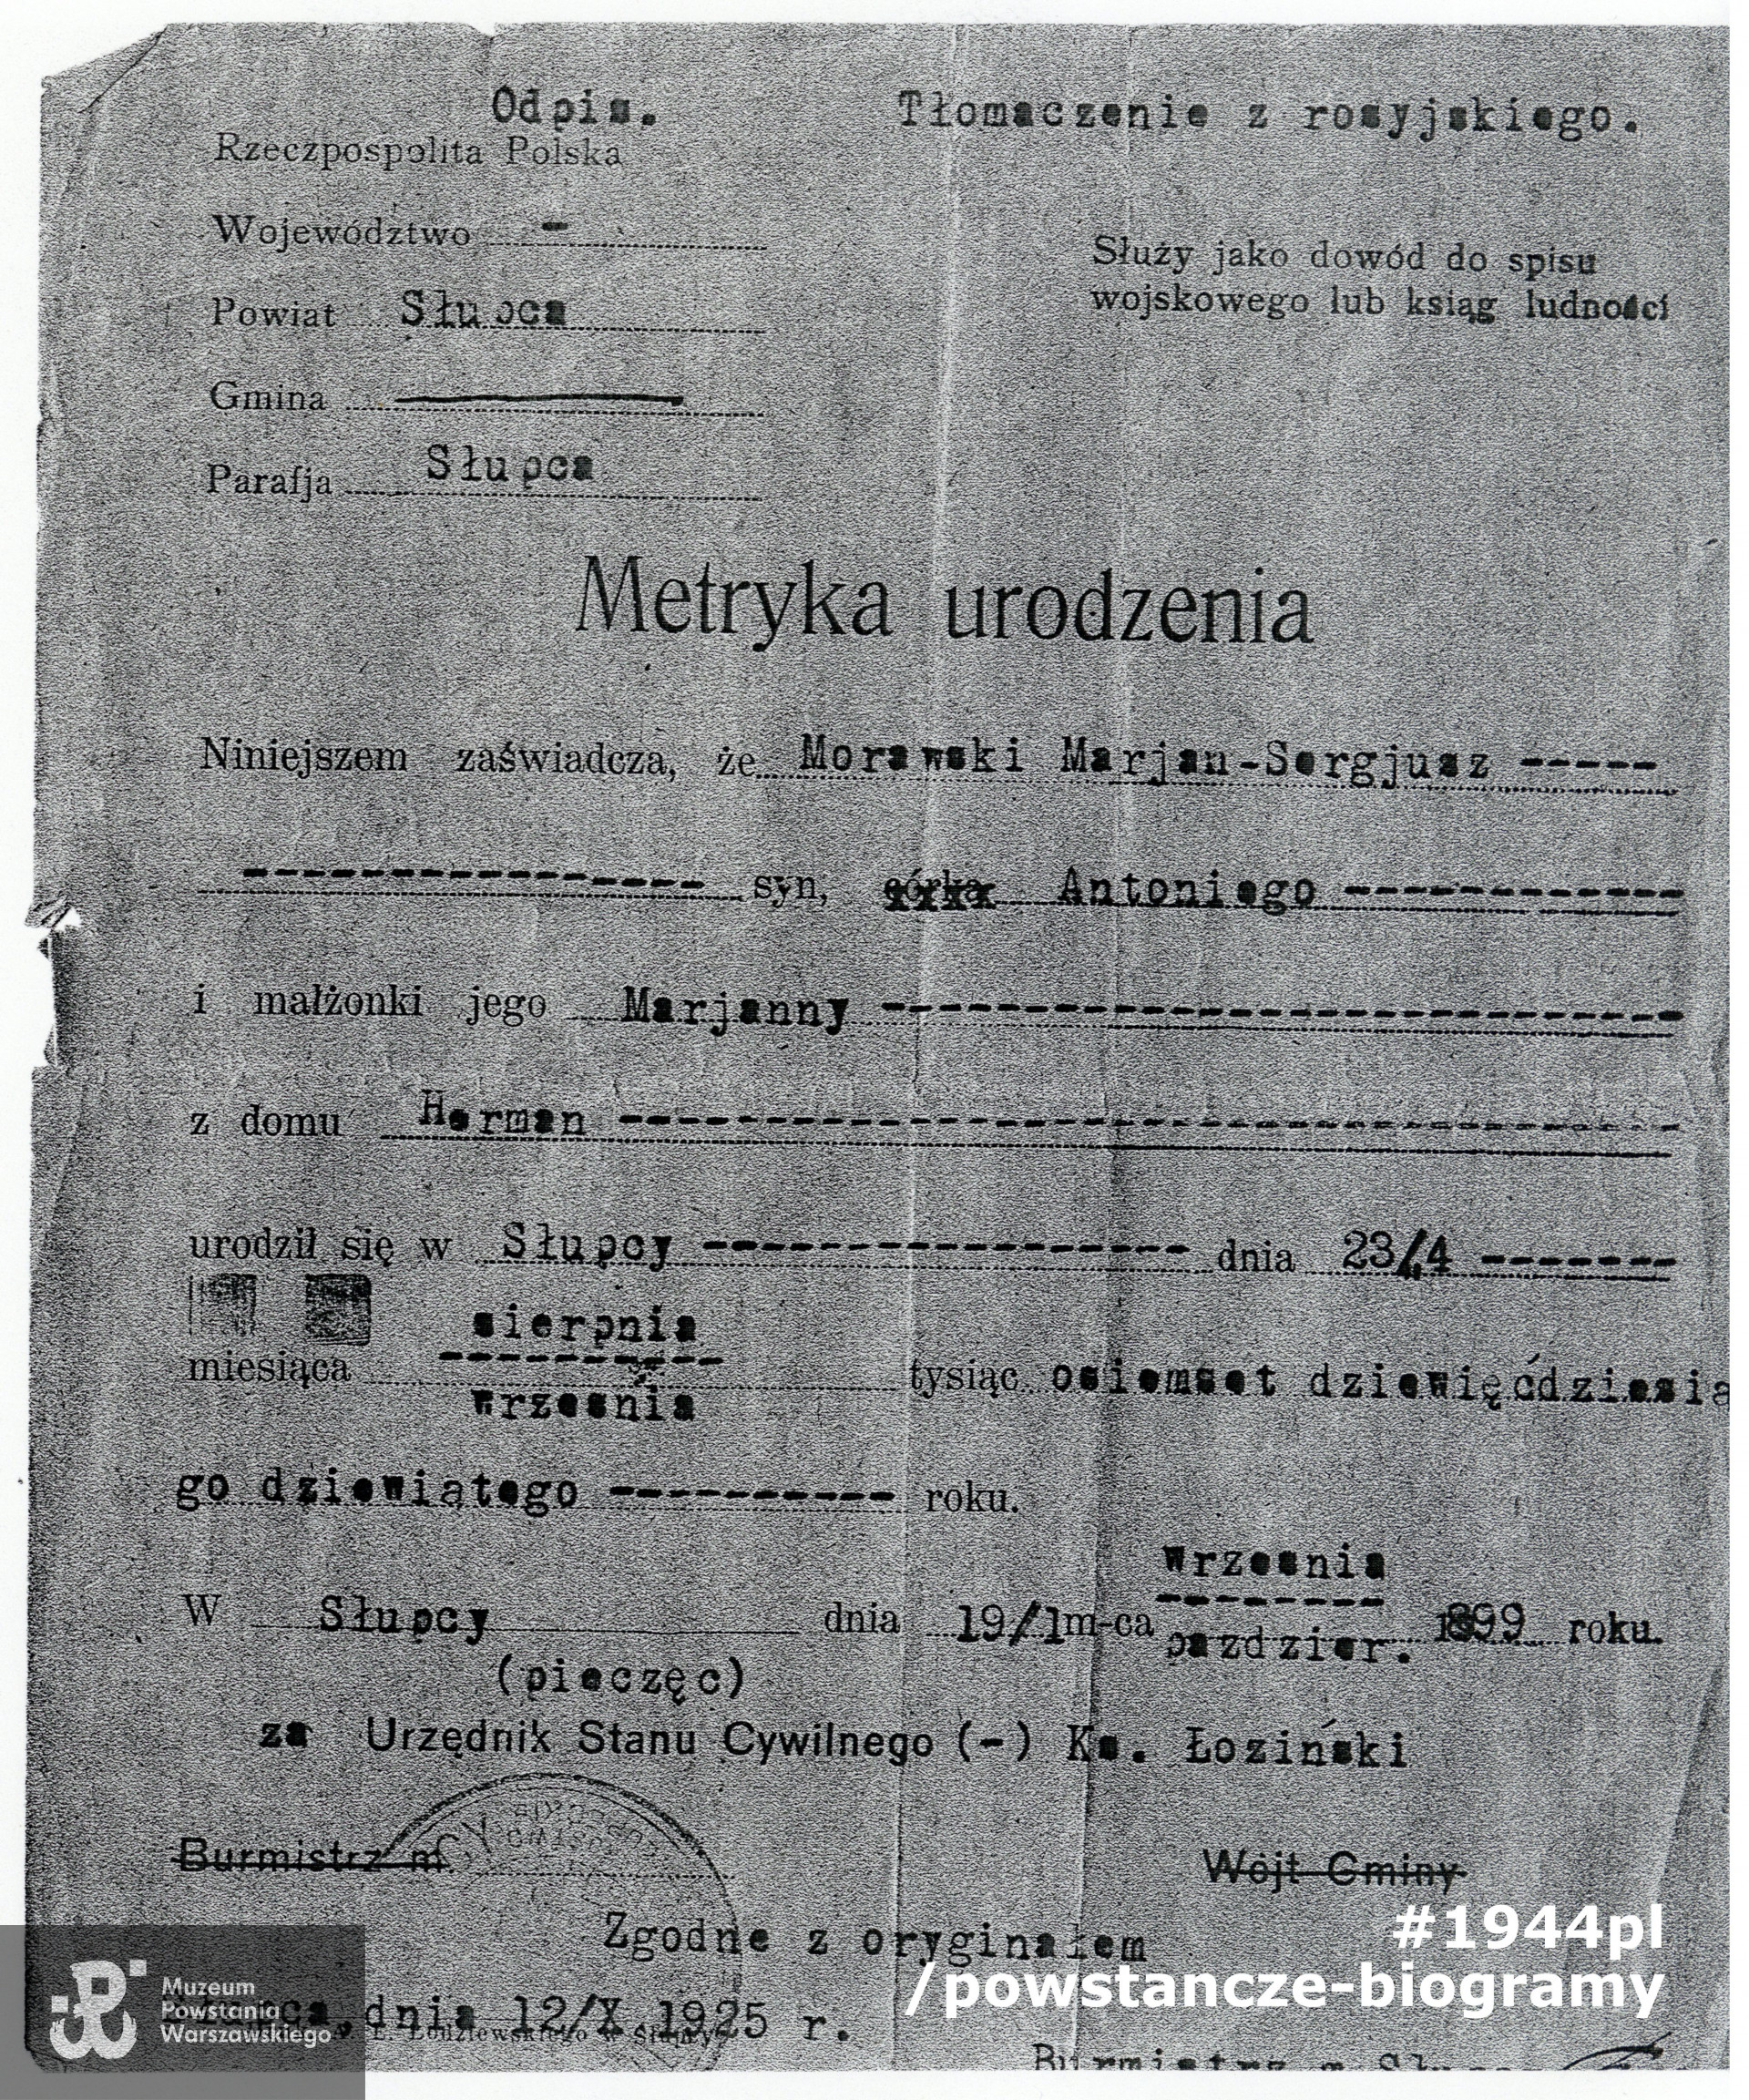 Odpis. Tłomaczenie z rosyjskiego.
Rzeczpospolita Polska
Województwo -
Służy jako dowód do spisu
wojskowego lub ksiąg ludności
Powiat Słupca
Gmina
Parafja Słupca
Metryka urodzenia
Niniejszem zaświadcza, że Morawski Marjan-Sergjusz -----
---------------- syn, córka Antoniego ------------
i małżonki jego Marjanny
z domu Herman
urodził się w Słupcy ---------------- dnia 23/4 -------
sierpnia
miesiąca tysiąc osiemset dziewięćdziesią
wrzesnia
go dziewiątego ---------- roku.
wrzesnia
W Słupcy dnia 19/1 m-ca 1899 roku.
pazdzier.
(pieczęc)
za Urzędnik Stanu Cywilnego (-) Ks. Łoziński
Burmistrz m. Wójt Gminy
Zgodne z oryginałem
dnia 12/X 1925 r.
Burmistrz m.
#1944pl
/powstancze-biogramy
Muzeum
Powstania
Warszawskiego